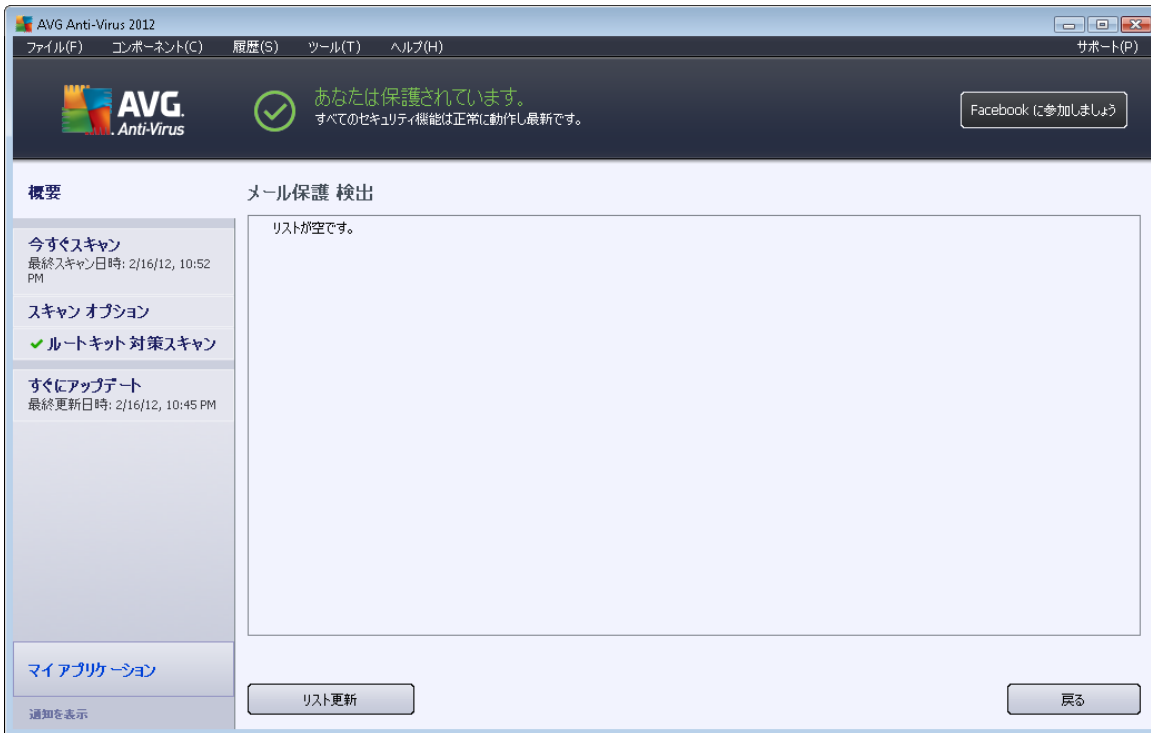 AVG Anti-Virus 2012
ファイル(F) コンポーネント(C) 履歴(S) ツール(T) ヘルプ(H) サポート(P)
AVG.
Anti-Virus
あなたは保護されています。
すべてのセキュリティ機能は正常に動作し最新です。
Facebook に参加しましょう
概要
メール保護 検出
リストが空です。
今すぐスキャン
最終スキャン日時: 2/16/12, 10:52
PM
スキャン オプション
ルートキット対策スキャン
すぐにアップデート
最終更新日時: 2/16/12, 10:45 PM
マイ アプリケーション
通知を表示
リスト更新
戻る